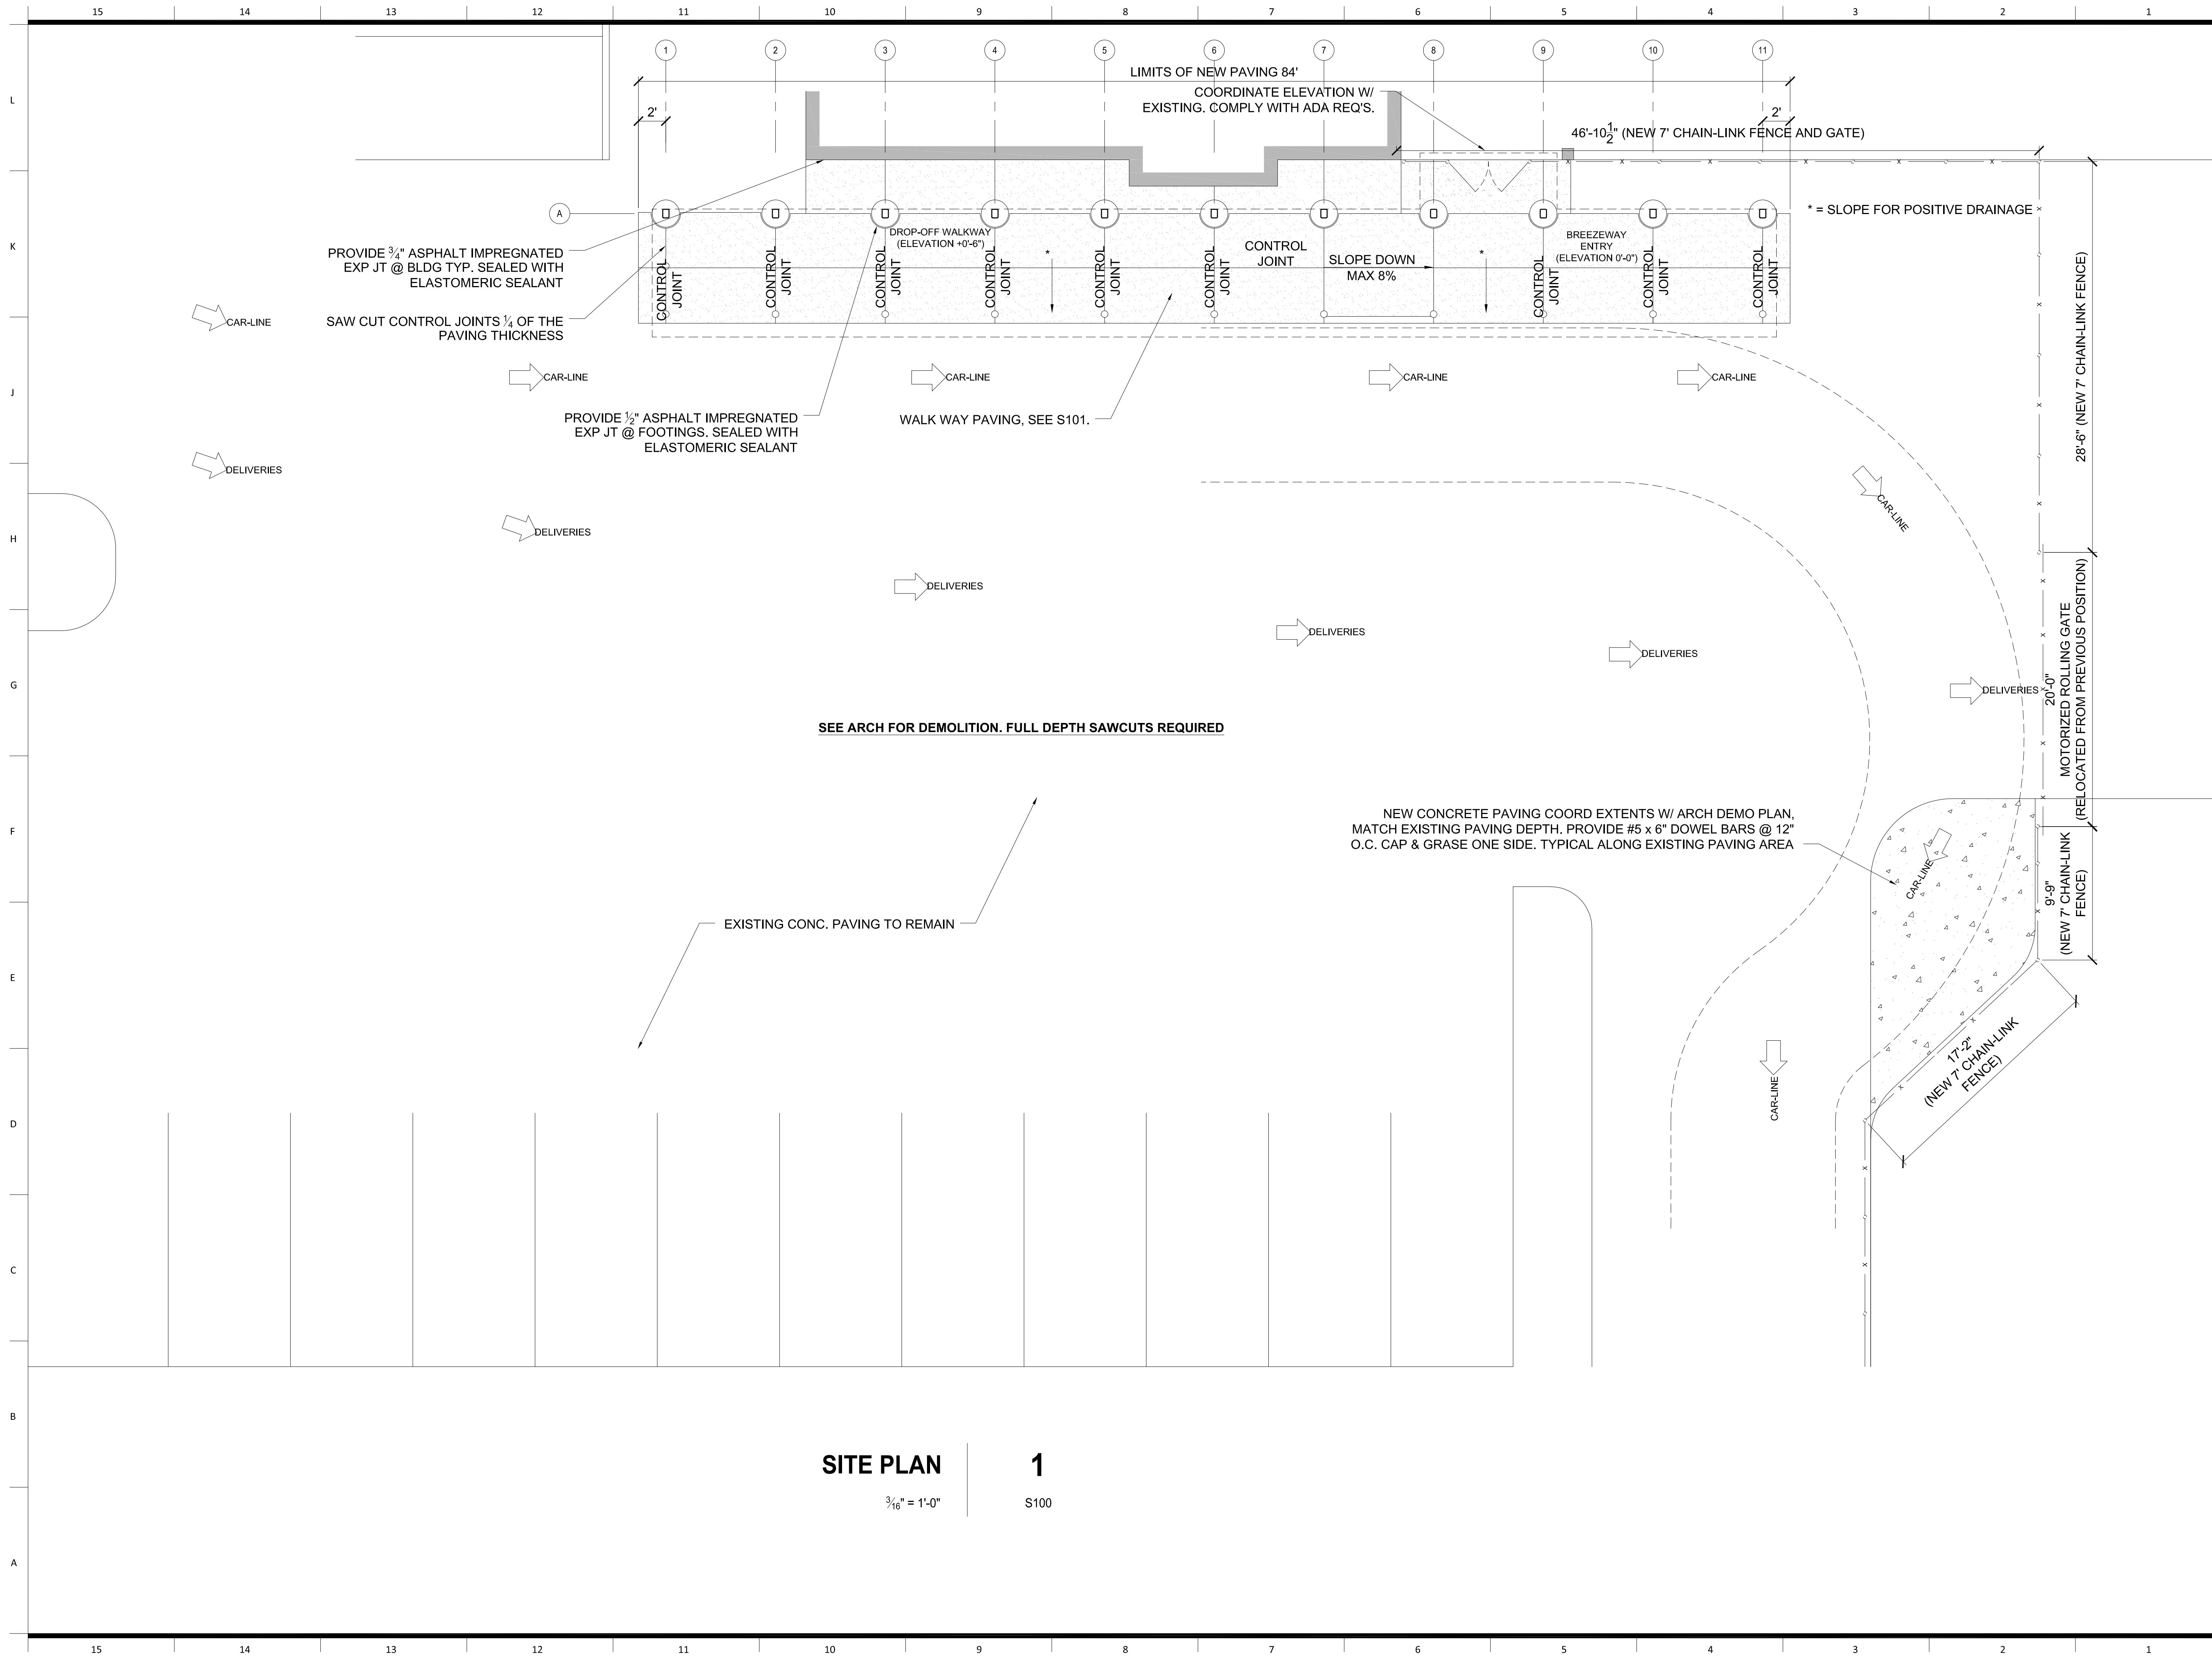 15 14 13 12 11 10 9 8 7 6 5 4 3 2 1
1 2 3 4 5 6 7 8 9 10 11
LIMITS OF NEW PAVING 84'
COORDINATE ELEVATION W/
EXISTING. COMPLY WITH ADA REQ'S.
2'
2'
46'-10 1/2" (NEW 7' CHAIN-LINK FENCE AND GATE)
L
K
J
H
G
F
E
D
C
B
A
A
* = SLOPE FOR POSITIVE DRAINAGE
PROVIDE 3/4" ASPHALT IMPREGNATED
EXP JT @ BLDG TYP. SEALED WITH
ELASTOMERIC SEALANT
SAW CUT CONTROL JOINTS 1/4 OF THE
PAVING THICKNESS
DROP-OFF WALKWAY
(ELEVATION +0'-6")
CONTROL
JOINT
CONTROL
JOINT
CONTROL
JOINT
CONTROL
JOINT
*
CONTROL
JOINT
CONTROL
JOINT
CONTROL
JOINT
SLOPE DOWN
MAX 8%
*
BREEZEWAY
ENTRY
(ELEVATION 0'-0")
CONTROL
JOINT
CONTROL
JOINT
CONTROL
JOINT
CAR-LINE
CAR-LINE
CAR-LINE
CAR-LINE
CAR-LINE
PROVIDE 1/2" ASPHALT IMPREGNATED
EXP JT @ FOOTINGS. SEALED WITH
ELASTOMERIC SEALANT
WALK WAY PAVING, SEE S101.
28'-6" (NEW 7' CHAIN-LINK FENCE)
DELIVERIES
DELIVERIES
DELIVERIES
DELIVERIES
DELIVERIES
DELIVERIES
CAR-LINE
20'-0"
MOTORIZED ROLLING GATE
(RELOCATED FROM PREVIOUS POSITION)
SEE ARCH FOR DEMOLITION. FULL DEPTH SAWCUTS REQUIRED
NEW CONCRETE PAVING COORD EXTENTS W/ ARCH DEMO PLAN,
MATCH EXISTING PAVING DEPTH. PROVIDE #5 x 6" DOWEL BARS @ 12"
O.C. CAP & GRASE ONE SIDE. TYPICAL ALONG EXISTING PAVING AREA
CAR-LINE
9'-9"
(NEW 7' CHAIN-LINK
FENCE)
EXISTING CONC. PAVING TO REMAIN
17'-2"
(NEW 7' CHAIN-LINK
FENCE)
CAR-LINE
SITE PLAN
1
3/16" = 1'-0"
S100
15 14 13 12 11 10 9 8 7 6 5 4 3 2 1